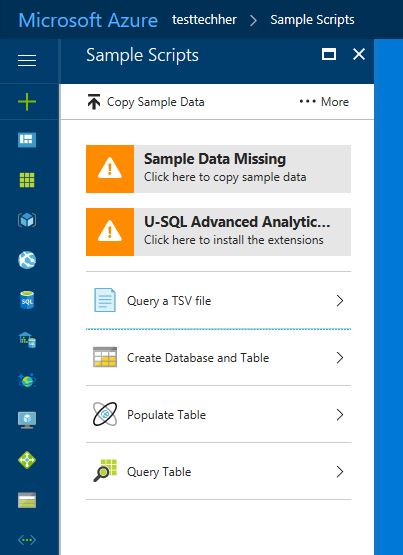 Microsoft Azure testtechher > Sample Scripts
Sample Scripts
Copy Sample Data
••• More
Sample Data Missing
Click here to copy sample data
U-SQL Advanced Analytic...
Click here to install the extensions
Query a TSV file
Create Database and Table
Populate Table
Query Table
SQL